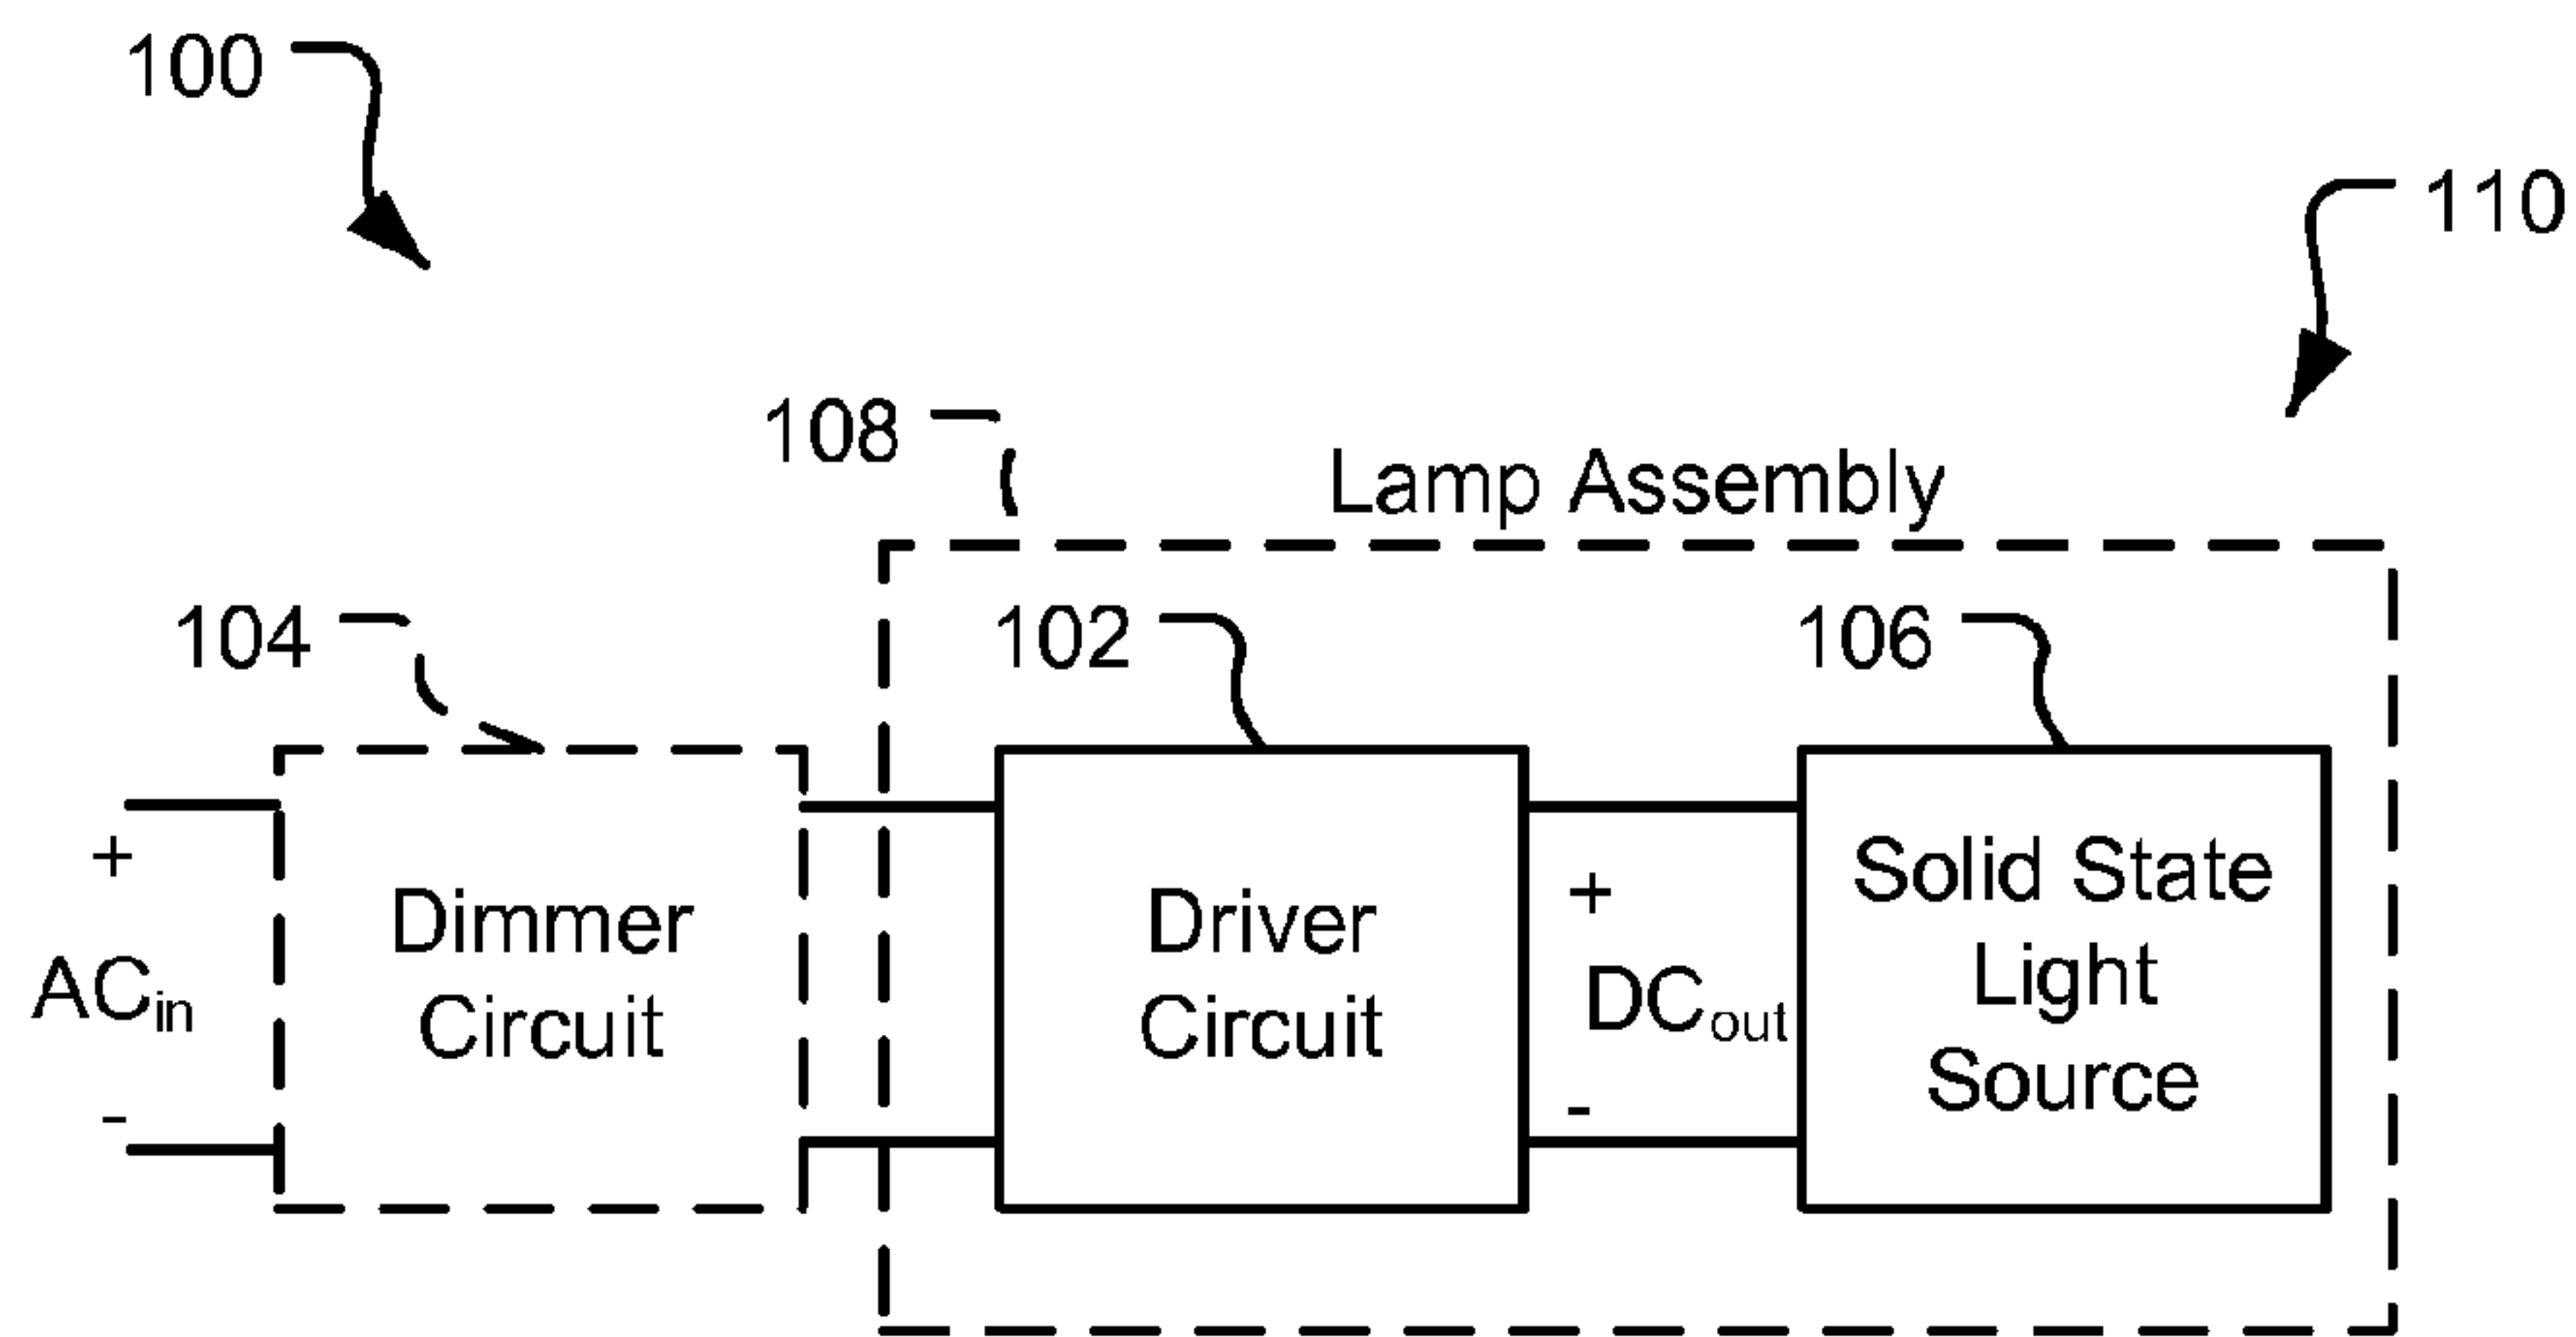 100
110
108
Lamp Assembly
104
102
106
+
ACin
-
Dimmer
Circuit
Driver
Circuit
+
DCout
-
Solid State
Light
Source